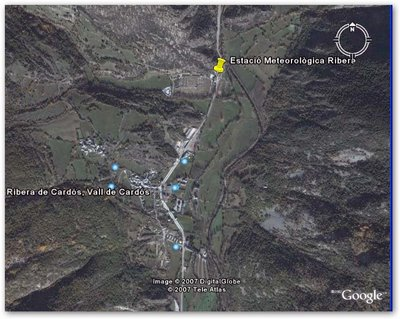 N
Estació Meteorològica Ribera
Ribera de Cardós, Vall de Cardós
Image © 2007 DigitalGlobe
© 2007 Tele Atlas
Google